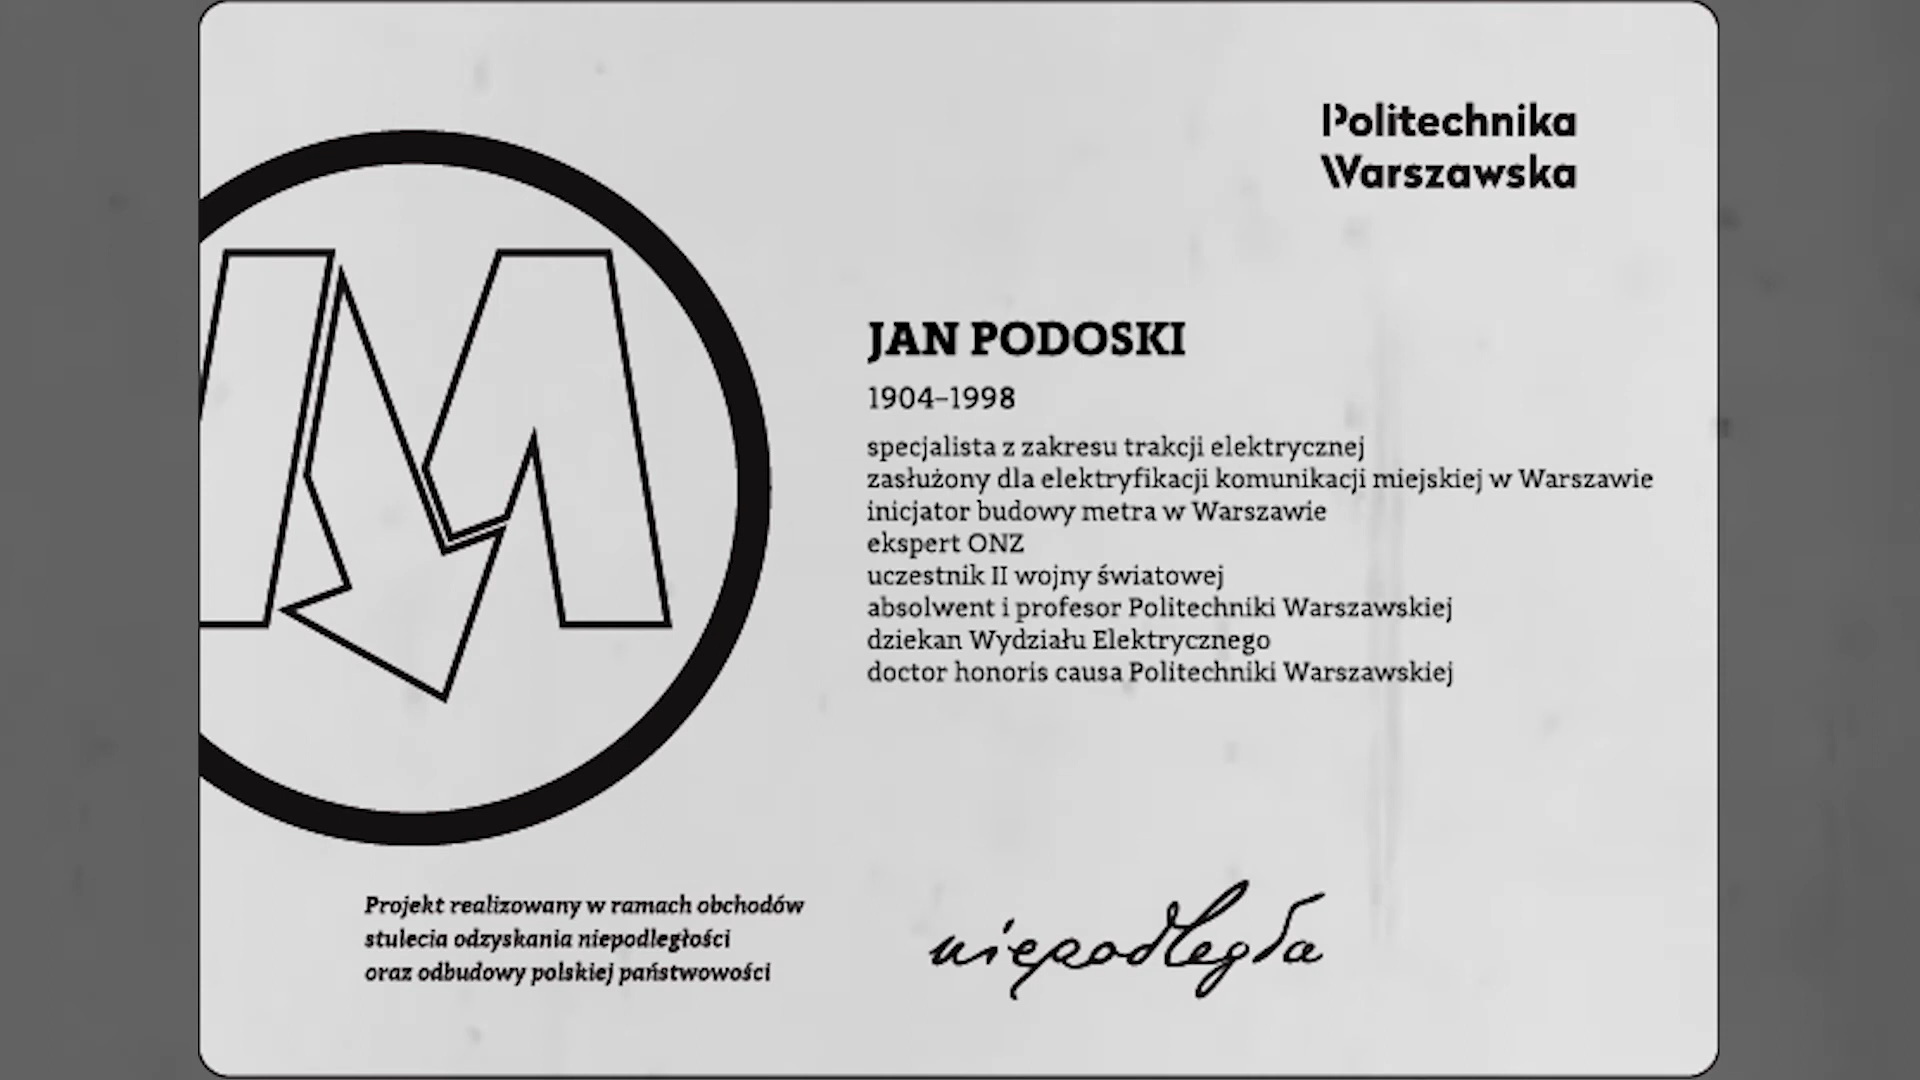 Politechnika
Warszawska
JAN PODOSKI
1904–1998
specjalista z zakresu trakcji elektrycznej
zasłużony dla elektryfikacji komunikacji miejskiej w Warszawie
inicjator budowy metra w Warszawie
ekspert ONZ
uczestnik II wojny światowej
absolwent i profesor Politechniki Warszawskiej
dziekan Wydziału Elektrycznego
doctor honoris causa Politechniki Warszawskiej
Projekt realizowany w ramach obchodów
stulecia odzyskania niepodległości
oraz odbudowy polskiej państwowości
niepodległa